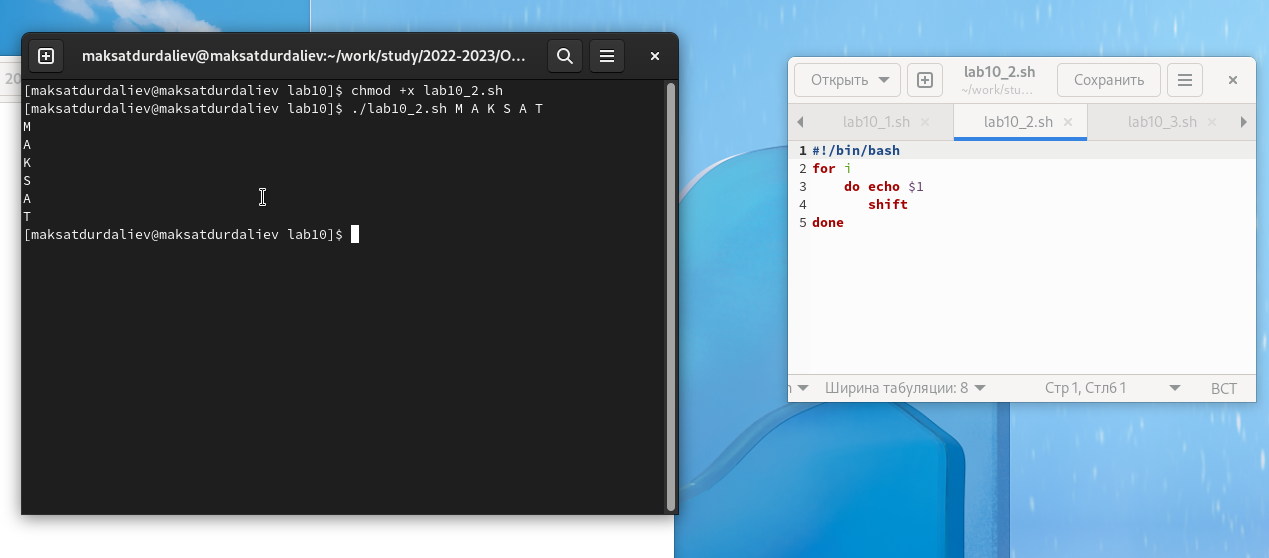 20
maksatdurdaliev@maksatdurdaliev:~/work/study/2022-2023/O…
[maksatdurdaliev@maksatdurdaliev lab10]$ chmod +x lab10_2.sh
[maksatdurdaliev@maksatdurdaliev lab10]$ ./lab10_2.sh M A K S A T
M
A
K
S
A
T
[maksatdurdaliev@maksatdurdaliev lab10]$
Открыть
lab10_2.sh
~/work/stu…
Сохранить
lab10_1.sh
lab10_2.sh
lab10_3.sh
1 #!/bin/bash
2 for i
3     do echo $1
4        shift
5 done
Ширина табуляции: 8
Стр 1, Стлб 1
ВСТ